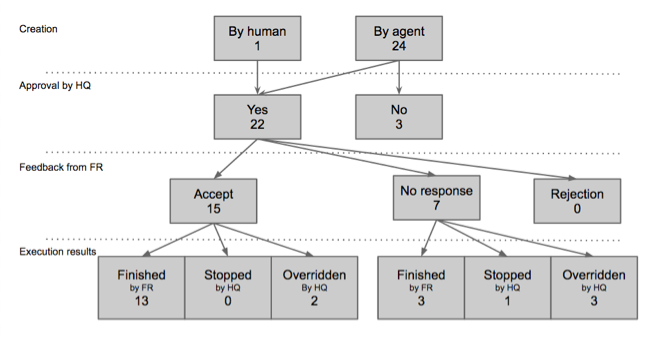 Creation
By human
1
By agent
24
Approval by HQ
Yes
22
No
3
Feedback from FR
Accept
15
No response
7
Rejection
0
Execution results
Finished
by FR
13
Stopped
by HQ
0
Overridden
By HQ
2
Finished
by FR
3
Stopped
by HQ
1
Overridden
by HQ
3